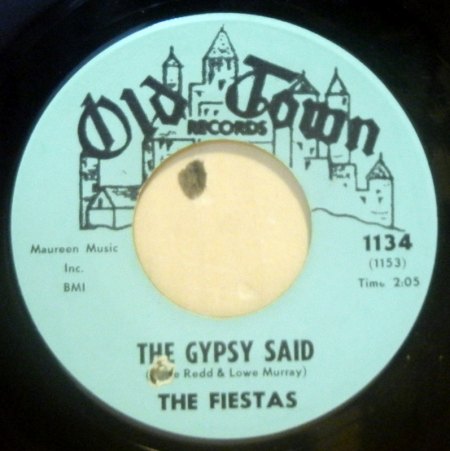 Old Town
RECORDS
Maureen Music
Inc.
BMI
1134
(1153)
Time 2:05
THE GYPSY SAID
Redd & Lowe Murray)
THE FIESTAS